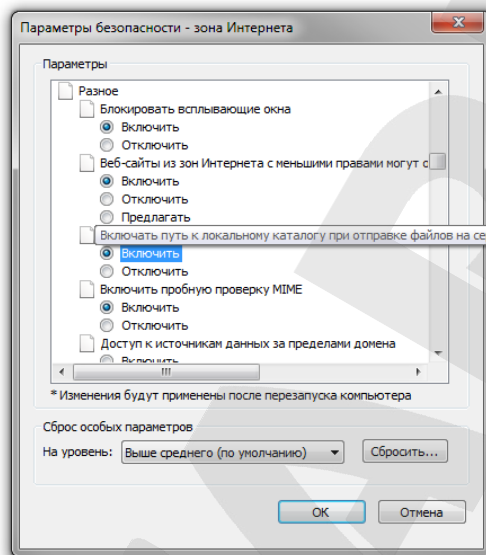 Параметры безопасности - зона Интернета
Параметры
Разное
Блокировать всплывающие окна
Включить
Отключить
Веб-сайты из зон Интернета с меньшими правами могут о
Включить
Отключить
Предлагать
Включать путь к локальному каталогу при отправке файлов на се
Включить
Отключить
Включить пробную проверку MIME
Включить
Отключить
Доступ к источникам данных за пределами домена
Включить
* Изменения будут применены после перезапуска компьютера
Сброс особых параметров
На уровень:
Выше среднего (по умолчанию)
Сбросить...
ОК
Отмена